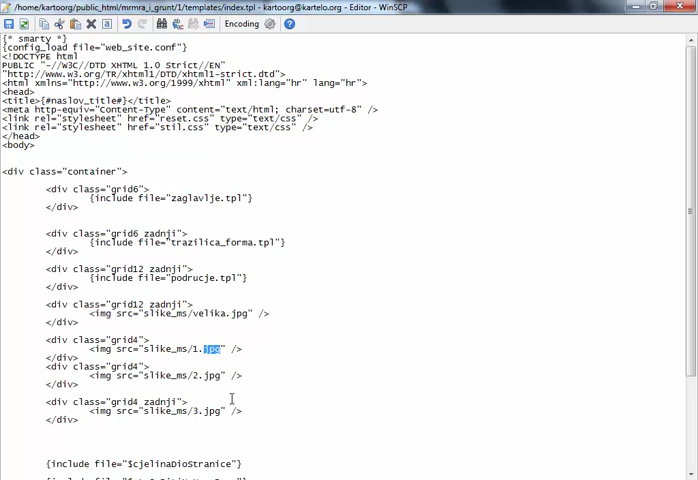 /home/kartoorg/public_html/mrmra_i_grunt/1/templates/index.tpl - kartoorg@kartelo.org - Editor - WinSCP
Encoding
{* smarty *}
{config_load file="web_site.conf"}
<!DOCTYPE html
PUBLIC "-//W3C//DTD XHTML 1.0 Strict//EN"
"http://www.w3.org/TR/xhtml1/DTD/xhtml1-strict.dtd">
<html xmlns="http://www.w3.org/1999/xhtml" xml:lang="hr" lang="hr">
<head>
<title>{#naslov_title#}</title>
<meta http-equiv="Content-Type" content="text/html; charset=utf-8" />
<link rel="stylesheet" href="reset.css" type="text/css" />
<link rel="stylesheet" href="stil.css" type="text/css" />
</head>
<body>
<div class="container">
<div class="grid6">
{include file="zaglavlje.tpl"}
</div>
<div class="grid6 zadnji">
{include file="trazilica_forma.tpl"}
</div>
<div class="grid12 zadnji">
{include file="podrucje.tpl"}
</div>
<div class="grid12 zadnji">
<img src="slike_ms/velika.jpg" />
</div>
<div class="grid4">
<img src="slike_ms/1.jpg" />
</div>
<div class="grid4">
<img src="slike_ms/2.jpg" />
</div>
<div class="grid4 zadnji">
<img src="slike_ms/3.jpg" />
</div>
{include file="$cjelinaDioStranice"}